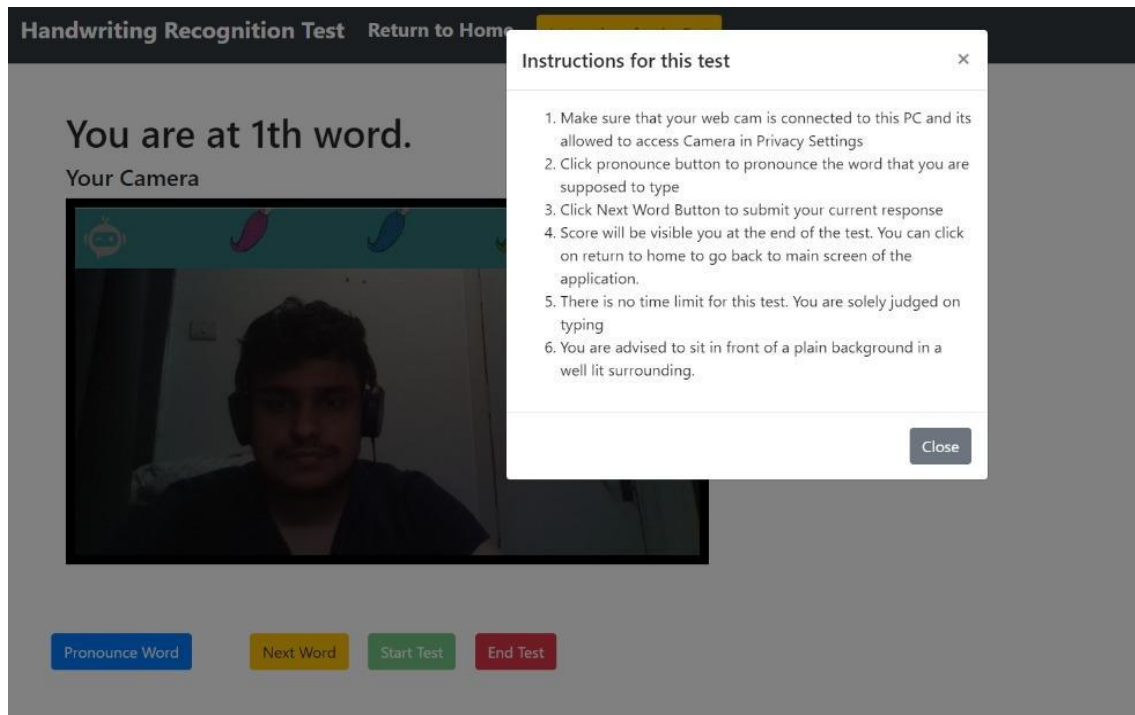 Handwriting Recognition Test Return to Home
Instructions for this test ×
1. Make sure that your web cam is connected to this PC and its
allowed to access Camera in Privacy Settings
2. Click pronounce button to pronounce the word that you are
supposed to type
3. Click Next Word Button to submit your current response
4. Score will be visible you at the end of the test. You can click
on return to home to go back to main screen of the
application.
5. There is no time limit for this test. You are solely judged on
typing
6. You are advised to sit in front of a plain background in a
well lit surrounding.
Close
You are at 1th word.
Your Camera
Pronounce Word Next Word Start Test End Test